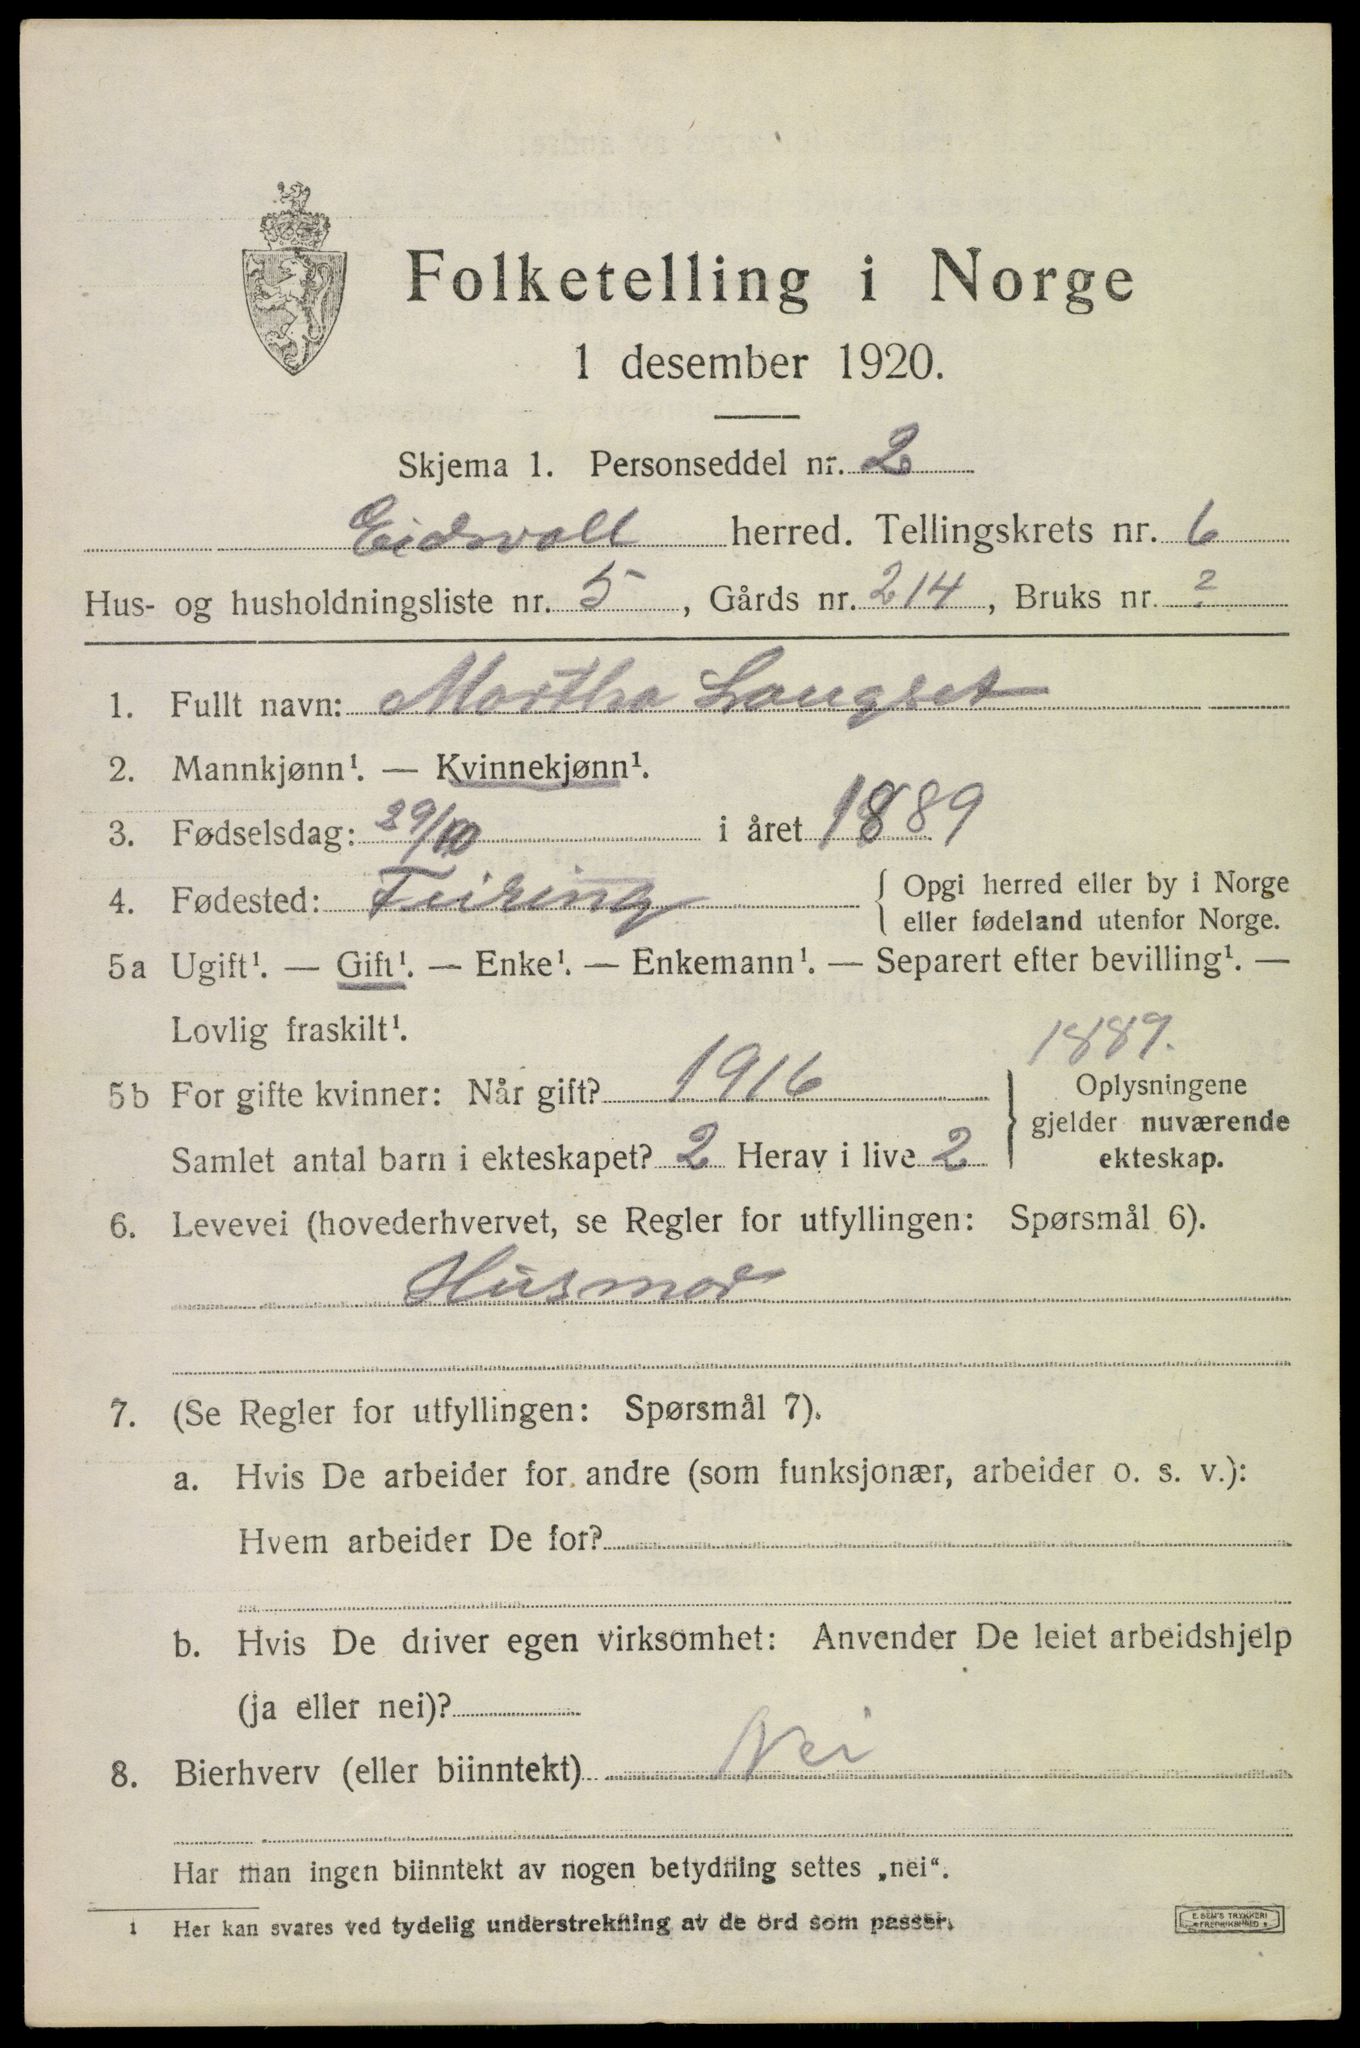 Folketelling i Norge
1 desember 1920.
Skjema 1. Personseddel nr. 2
Eidsvoll herred. Tellingskrets nr. 6
Hus- og husholdningsliste nr. 5, Gårds nr. 214, Bruks nr. ?
1. Fullt navn: Martha Langset
2. Mannkjønn¹. — Kvinnekjønn¹.
3. Fødselsdag: 29/10 i året 1889
4. Fødested: Feiring { Opgi herred eller by i Norge
eller fødeland utenfor Norge.
5a Ugift¹. — Gift¹. — Enke¹. — Enkemann¹. — Separert efter bevilling¹. —
Lovlig fraskilt¹.
1889.
5b For gifte kvinner: Når gift? 1916
Samlet antal barn i ekteskapet? 2 Herav i live 2
Oplysningene
gjelder nuværende
ekteskap.
6. Levevei (hovederhvervet, se Regler for utfyllingen: Spørsmål 6).
Husmor
7. (Se Regler for utfyllingen: Spørsmål 7).
a. Hvis De arbeider for andre (som funksjonær, arbeider o. s. v.):
Hvem arbeider De for?
b. Hvis De driver egen virksomhet: Anvender De leiet arbeidshjelp
(ja eller nei)?
8. Bierhverv (eller biinntekt) Nei
Har man ingen biinntekt av nogen betydning settes „nei“.
1 Her kan svares ved tydelig understrekning av de ord som passer.
E. SEM'S TRYKKERI
FREDRIKSHALD